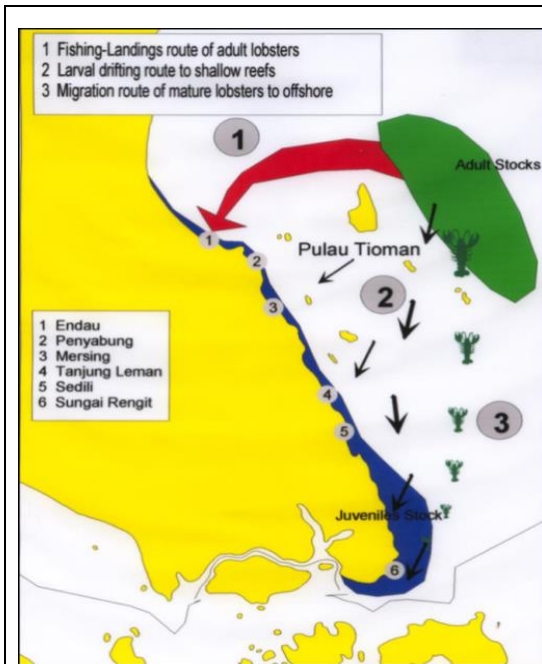 1 Fishing-Landings route of adult lobsters
2 Larval drifting route to shallow reefs
3 Migration route of mature lobsters to offshore
1
Adult Stocks
1
2
Pulau Tioman
2
3
1 Endau
2 Penyabung
3 Mersing
4 Tanjung Leman
5 Sedili
6 Sungai Rengit
4
3
5
Juveniles Stock
6